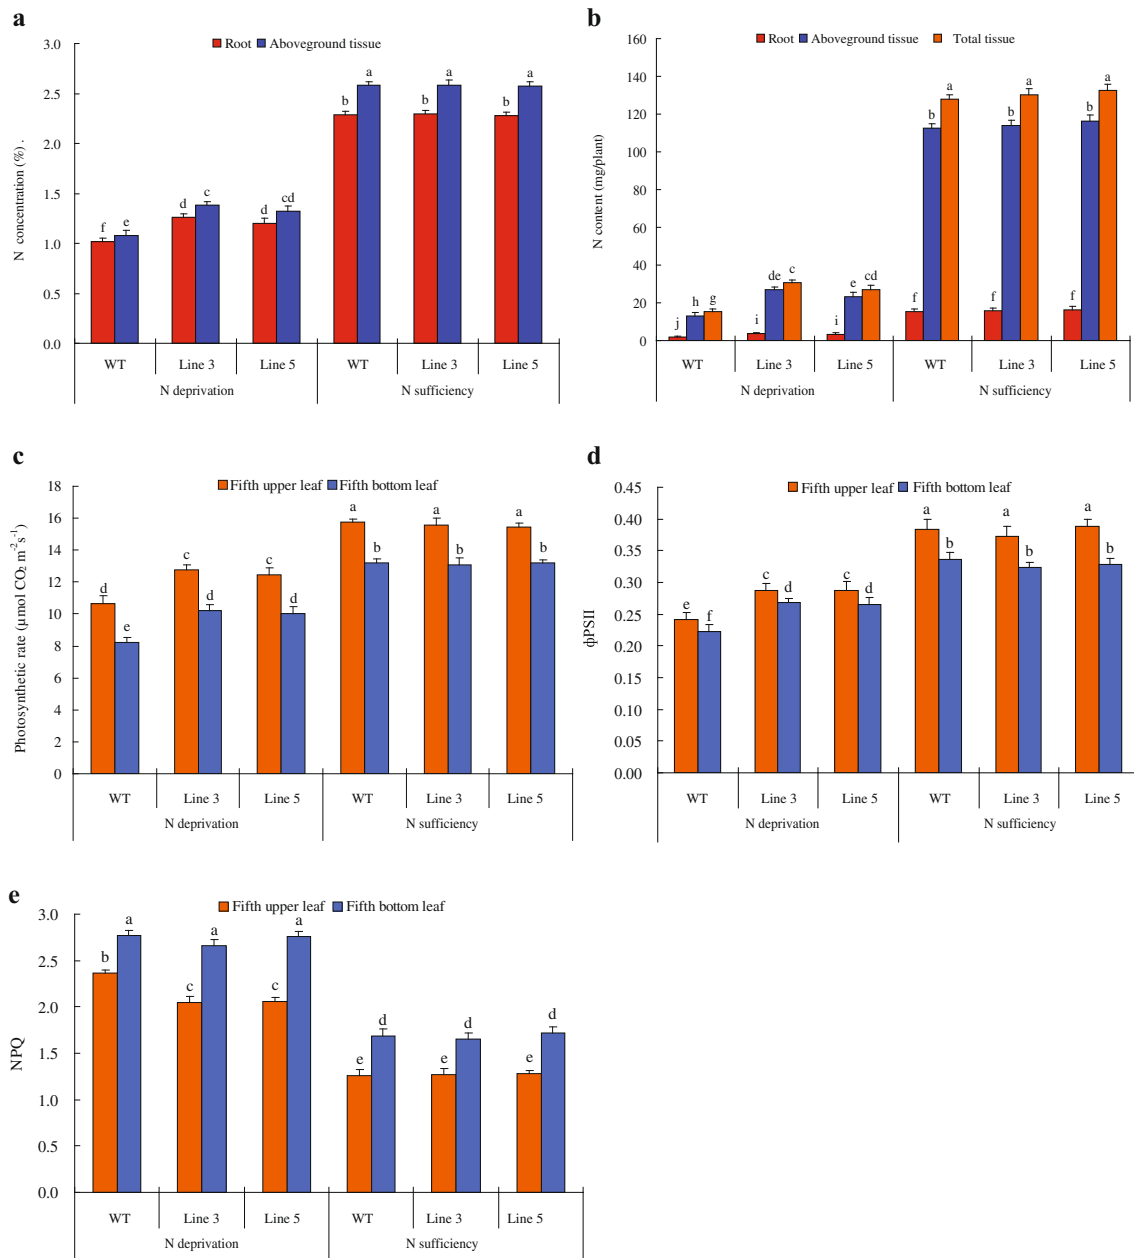 a
Root Aboveground tissue
N concentration (%) .
3.0
2.5
2.0
1.5
1.0
0.5
0.0
f e d c d cd b a b a b a
WT Line 3 Line 5 WT Line 3 Line 5
N deprivation N sufficiency
b
Root Aboveground tissue Total tissue
N content (mg/plant)
160
140
120
100
80
60
40
20
0
j h g i de c i e cd f b a f b a f b a
WT Line 3 Line 5 WT Line 3 Line 5
N deprivation N sufficiency
c
Fifth upper leaf Fifth bottom leaf
Photosynthetic rate (μmol CO₂ m⁻² s⁻¹)
18
16
14
12
10
8
6
4
2
0
d e c d c d a b a b a b
WT Line 3 Line 5 WT Line 3 Line 5
N deprivation N sufficiency
d
Fifth upper leaf Fifth bottom leaf
ϕPSII
0.45
0.40
0.35
0.30
0.25
0.20
0.15
0.10
0.05
0.00
e f c d c d a b a b a b
WT Line 3 Line 5 WT Line 3 Line 5
N deprivation N sufficiency
e
Fifth upper leaf Fifth bottom leaf
NPQ
3.0
2.5
2.0
1.5
1.0
0.5
0.0
b a c a c a e d e d e d
WT Line 3 Line 5 WT Line 3 Line 5
N deprivation N sufficiency